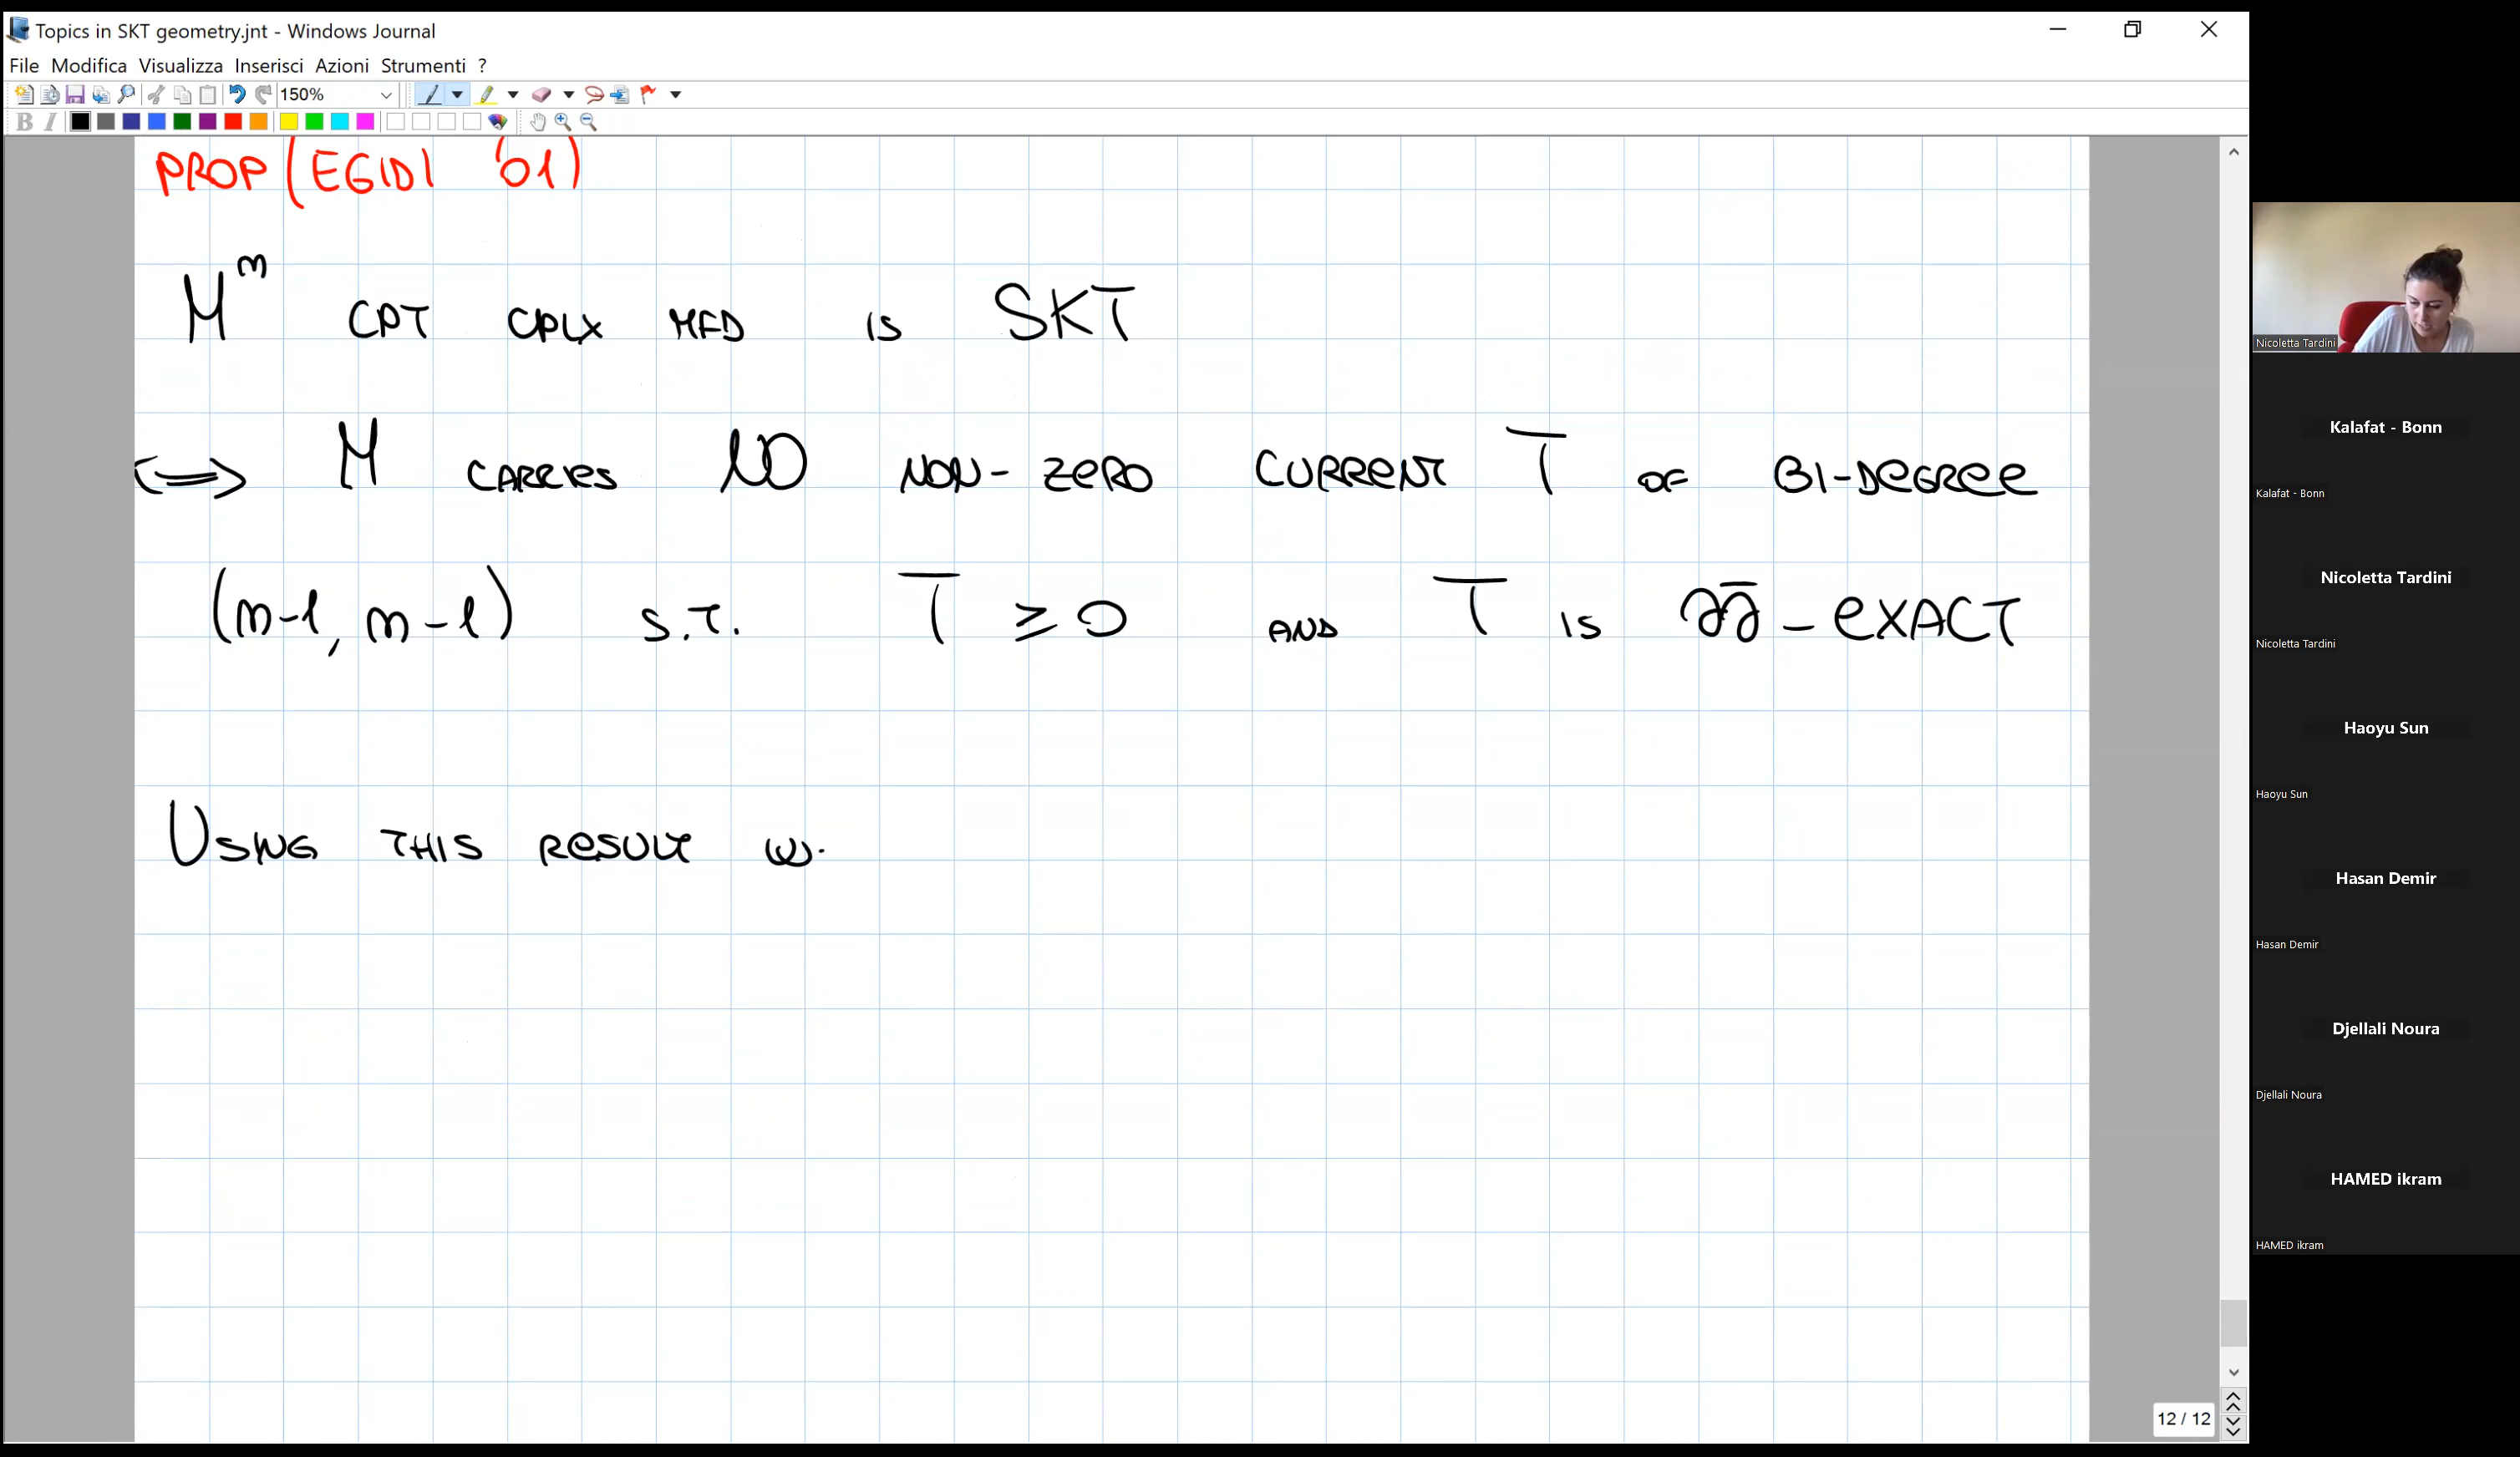 Topics in SKT geometry.jnt - Windows Journal
File Modifica Visualizza Inserisci Azioni Strumenti ?
150%
B I
PROP (EGIDI '01)
M^n CPT CPLX MFD IS SKT
⟺ M CARRIES NO NON-ZERO CURRENT T OF BI-DEGREE
(n-1, n-1) S.T. T ≥ 0 AND T IS ∂∂̄-EXACT
USING THIS RESULT W
12 / 12
Nicoletta Tardini
Kalafat - Bonn
Kalafat - Bonn
Nicoletta Tardini
Nicoletta Tardini
Haoyu Sun
Haoyu Sun
Hasan Demir
Hasan Demir
Djellali Noura
Djellali Noura
HAMED ikram
HAMED ikram